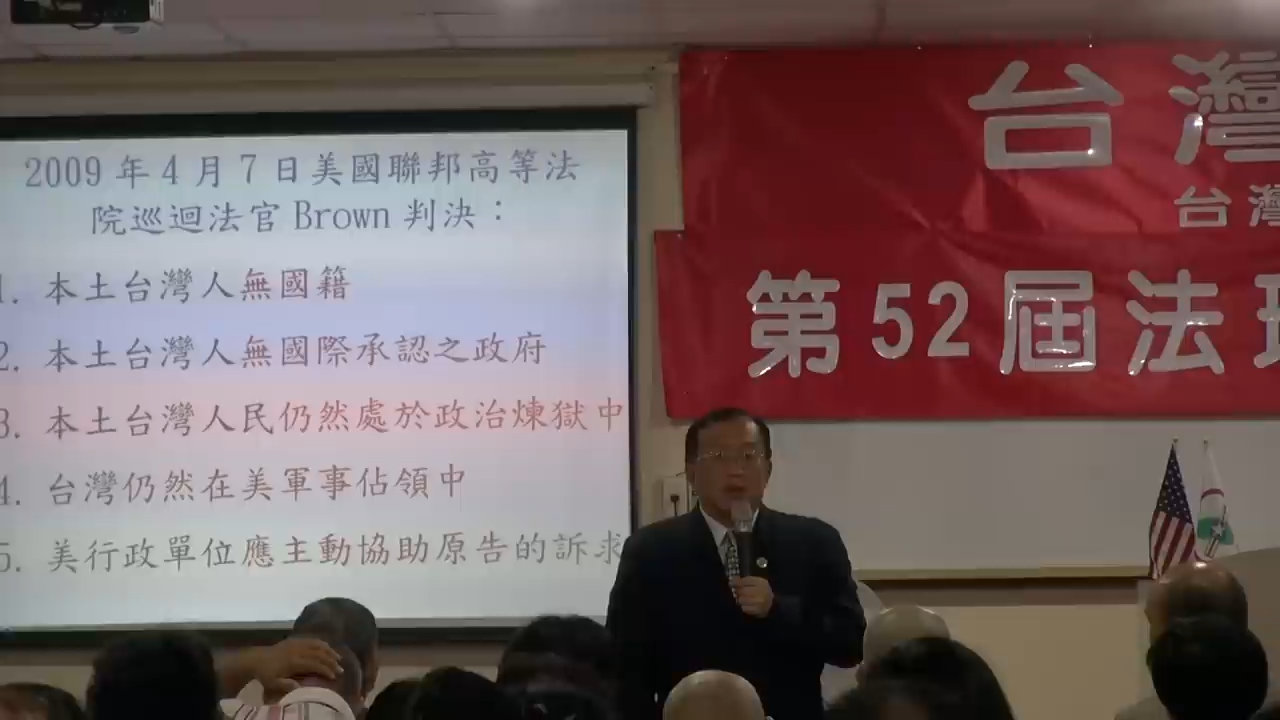 2009 年 4 月 7 日美國聯邦高等法
院巡迴法官 Brown 判決：
1. 本土台灣人無國籍
2. 本土台灣人無國際承認之政府
3. 本土台灣人民仍然處於政治煉獄中
4. 台灣仍然在美軍事佔領中
5. 美行政單位應主動協助原告的訴求
台灣
台灣
第52屆法